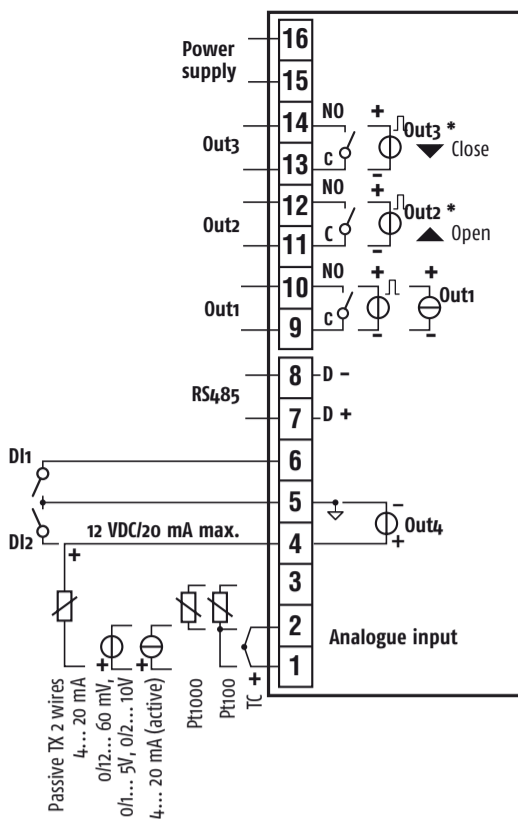 Power
supply
16
15
Out3
14
NO
+
Out3 *
Close
13
C
–
Out2
12
NO
+
Out2 *
Open
11
C
–
Out1
10
NO
+
+
Out1
9
C
–
–
RS485
8
D –
7
D +
DI1
6
5
–
Out4
+
DI2
12 VDC/20 mA max.
4
+
3
2
Analogue input
1
+
+
+
Passive TX 2 wires
4... 20 mA
0/12... 60 mV,
0/1... 5V, 0/2... 10V
4... 20 mA (active)
Pt1000
Pt100
TC